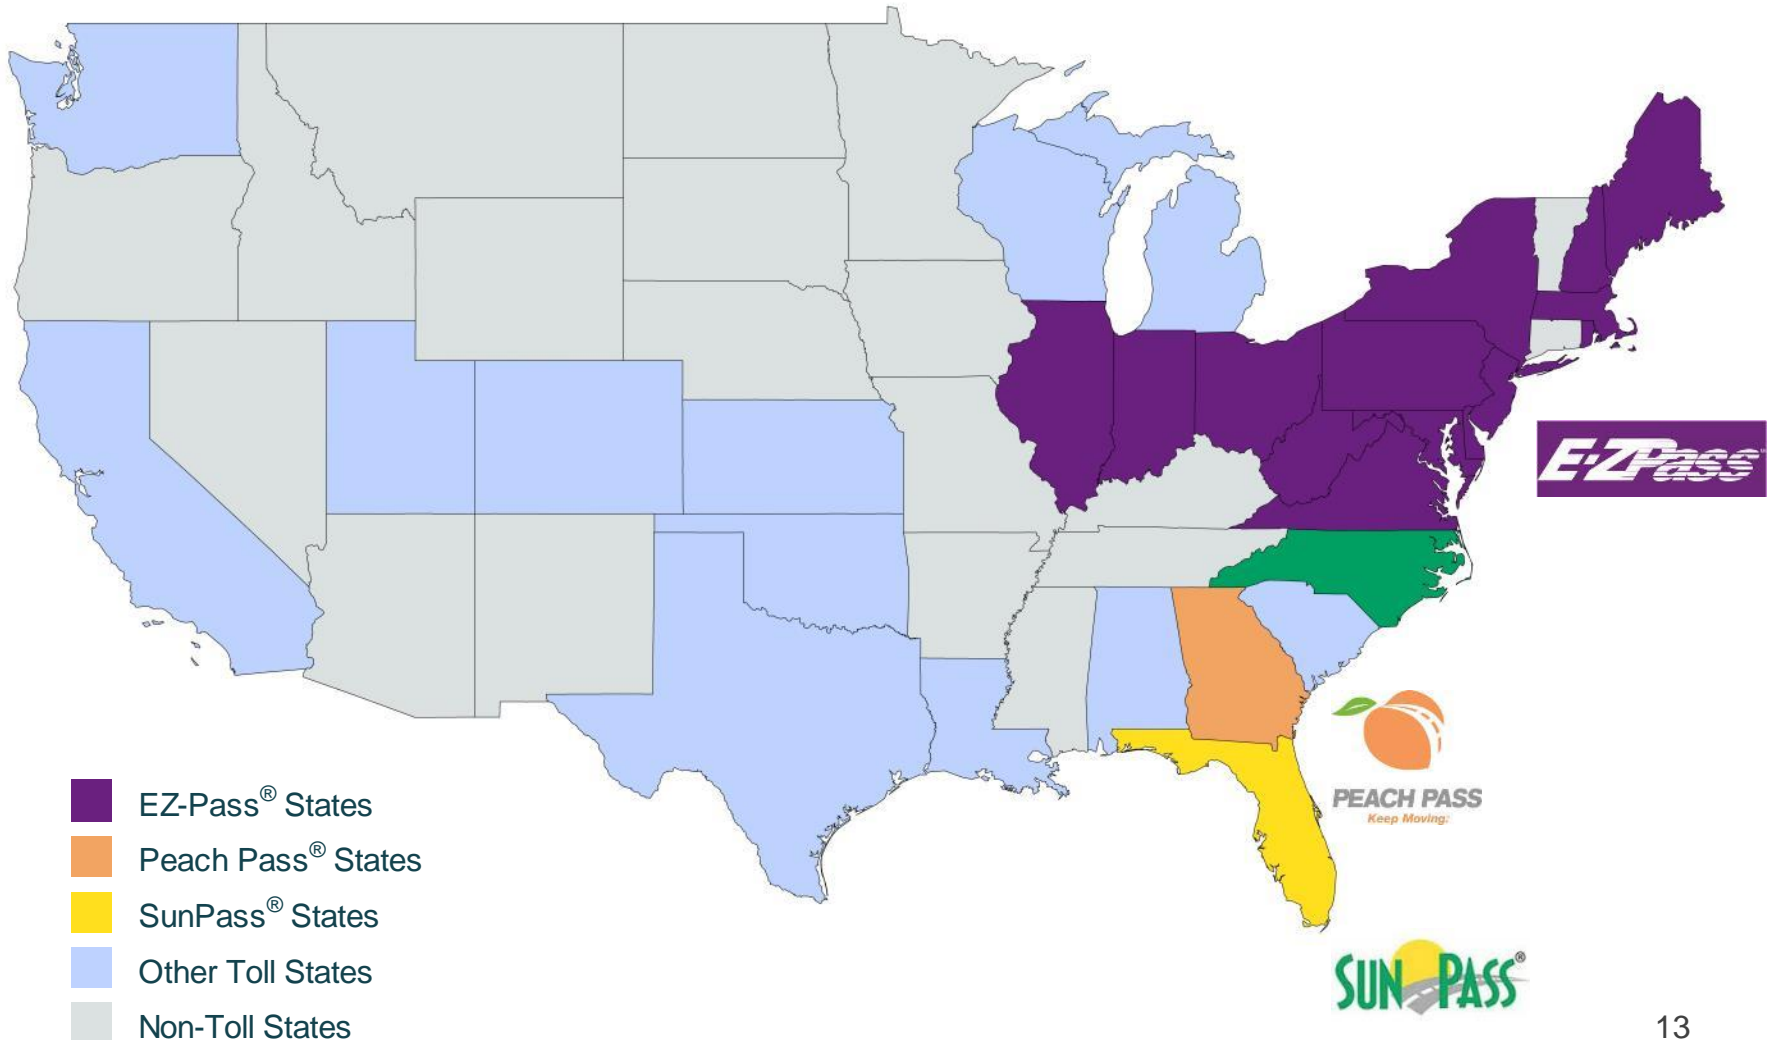 E-ZPass
PEACH PASS
Keep Moving:
EZ-Pass® States
Peach Pass® States
SunPass® States
Other Toll States
Non-Toll States
SUN PASS®
13